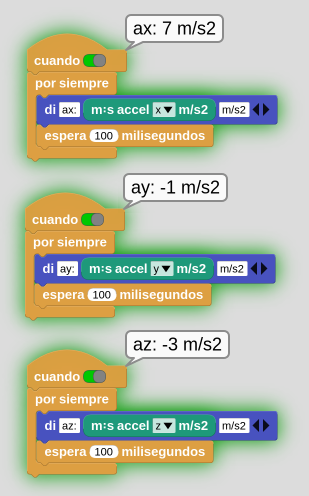 ax: 7 m/s2
cuando
por siempre
di ax: m:s accel x m/s2 m/s2
espera 100 milisegundos
ay: -1 m/s2
cuando
por siempre
di ay: m:s accel y m/s2 m/s2
espera 100 milisegundos
az: -3 m/s2
cuando
por siempre
di az: m:s accel z m/s2 m/s2
espera 100 milisegundos